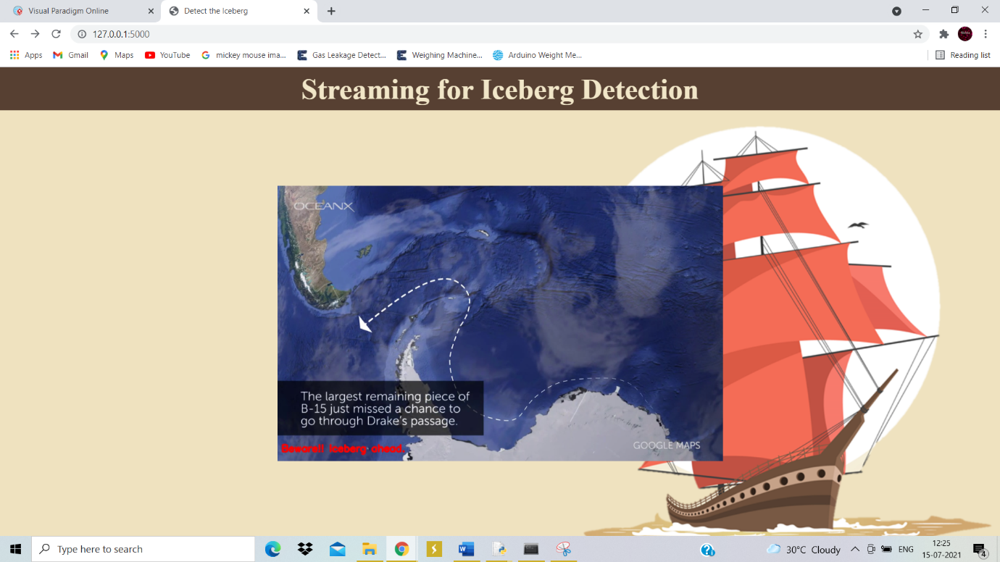 Visual Paradigm Online
Detect the Iceberg
127.0.0.1:5000
Apps
Gmail
Maps
YouTube
mickey mouse ima...
Gas Leakage Detect...
Weighing Machine...
Arduino Weight Me...
Reading list
Streaming for Iceberg Detection
OCEANX
The largest remaining piece of
B-15 just missed a chance to
go through Drake's passage.
Beware!! Iceberg ahead.
GOOGLE MAPS
Type here to search
30°C Cloudy
ENG
12:25
15-07-2021
4